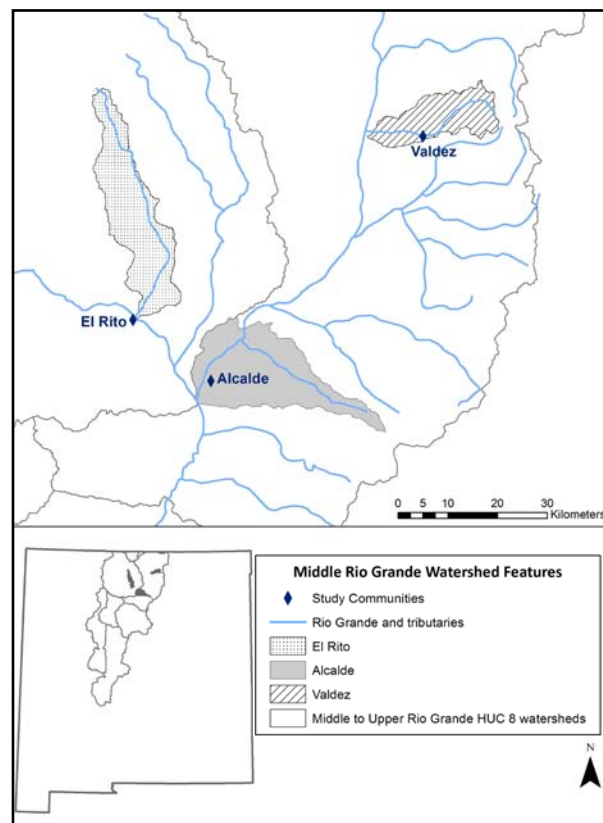 Valdez
El Rito
Alcalde
0 5 10 20 30
Kilometers
Middle Rio Grande Watershed Features
Study Communities
Rio Grande and tributaries
El Rito
Alcalde
Valdez
Middle to Upper Rio Grande HUC 8 watersheds
N